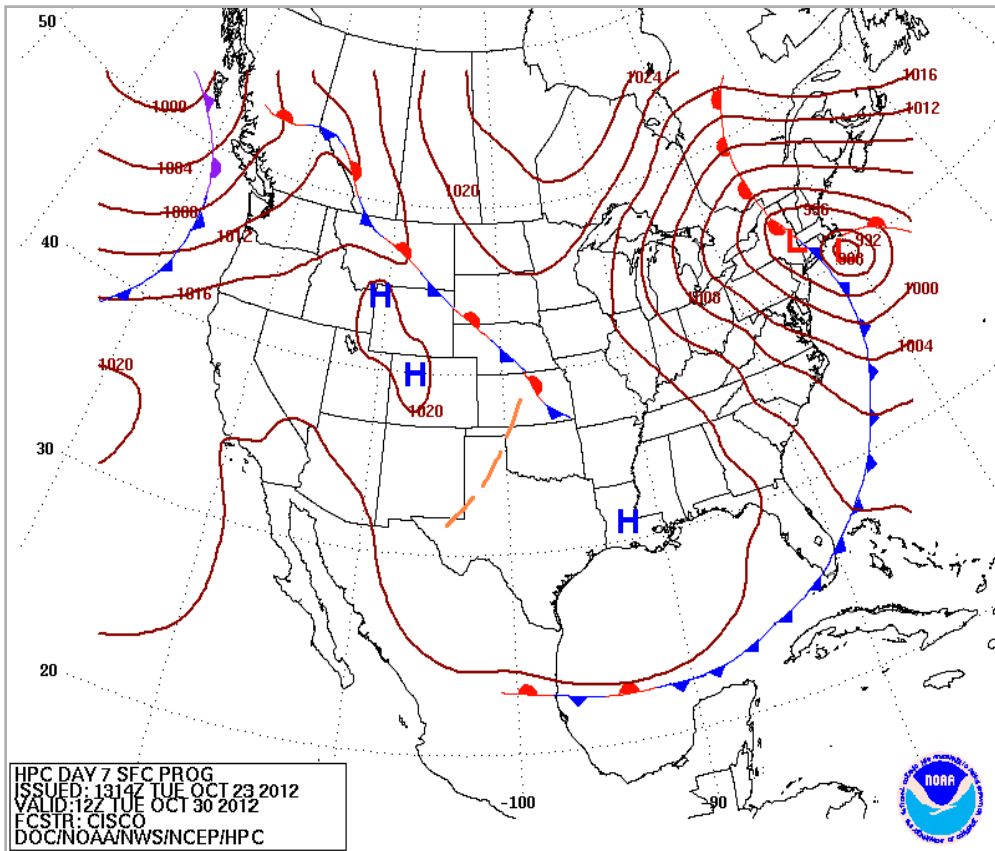 50
1000
1004
1008
1012
1016
1020
1024
1016
1012
40
1020
996
992
988
L
L
1000
1004
1008
H
H
1020
30
H
20
-100
-90
HPC DAY 7 SFC PROG
ISSUED: 1314Z TUE OCT 23 2012
VALID:12Z TUE OCT 30 2012
FCSTR: CISCO
DOC/NOAA/NWS/NCEP/HPC
NOAA